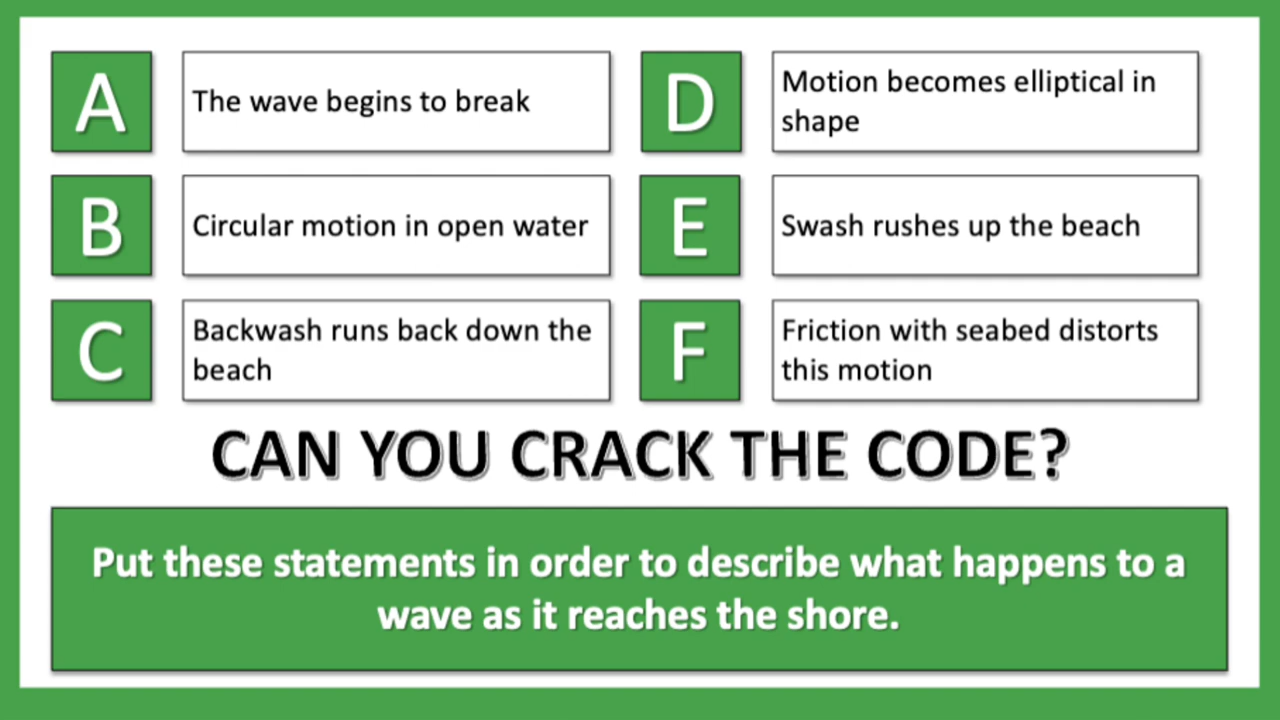 A
The wave begins to break
B
Circular motion in open water
C
Backwash runs back down the
beach
D
Motion becomes elliptical in
shape
E
Swash rushes up the beach
F
Friction with seabed distorts
this motion
CAN YOU CRACK THE CODE?
Put these statements in order to describe what happens to a
wave as it reaches the shore.